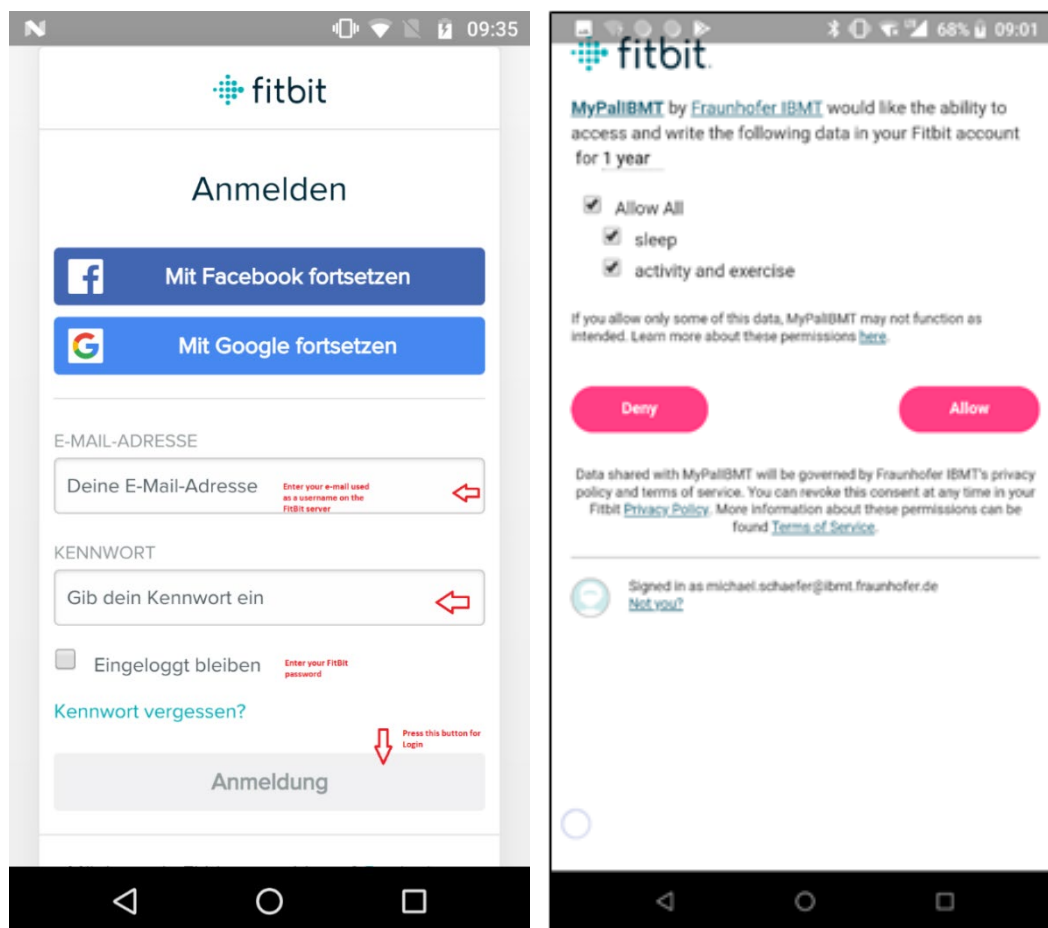 09:35
fitbit
Anmelden
Mit Facebook fortsetzen
Mit Google fortsetzen
E-MAIL-ADRESSE
Deine E-Mail-Adresse
Enter your e-mail used
as a username on the
FitBit server
KENNWORT
Gib dein Kennwort ein
Eingeloggt bleiben
Enter your FitBit
password
Kennwort vergessen?
Press this button for
Login
Anmeldung
68% 09:01
fitbit.
MyPalIBMT by Fraunhofer IBMT would like the ability to
access and write the following data in your Fitbit account
for 1 year
Allow All
sleep
activity and exercise
If you allow only some of this data, MyPalIBMT may not function as
intended. Learn more about these permissions here.
Deny
Allow
Data shared with MyPalIBMT will be governed by Fraunhofer IBMT's privacy
policy and terms of service. You can revoke this consent at any time in your
Fitbit Privacy Policy. More information about these permissions can be
found Terms of Service.
Signed in as michael.schaefer@ibmt.fraunhofer.de
Not you?